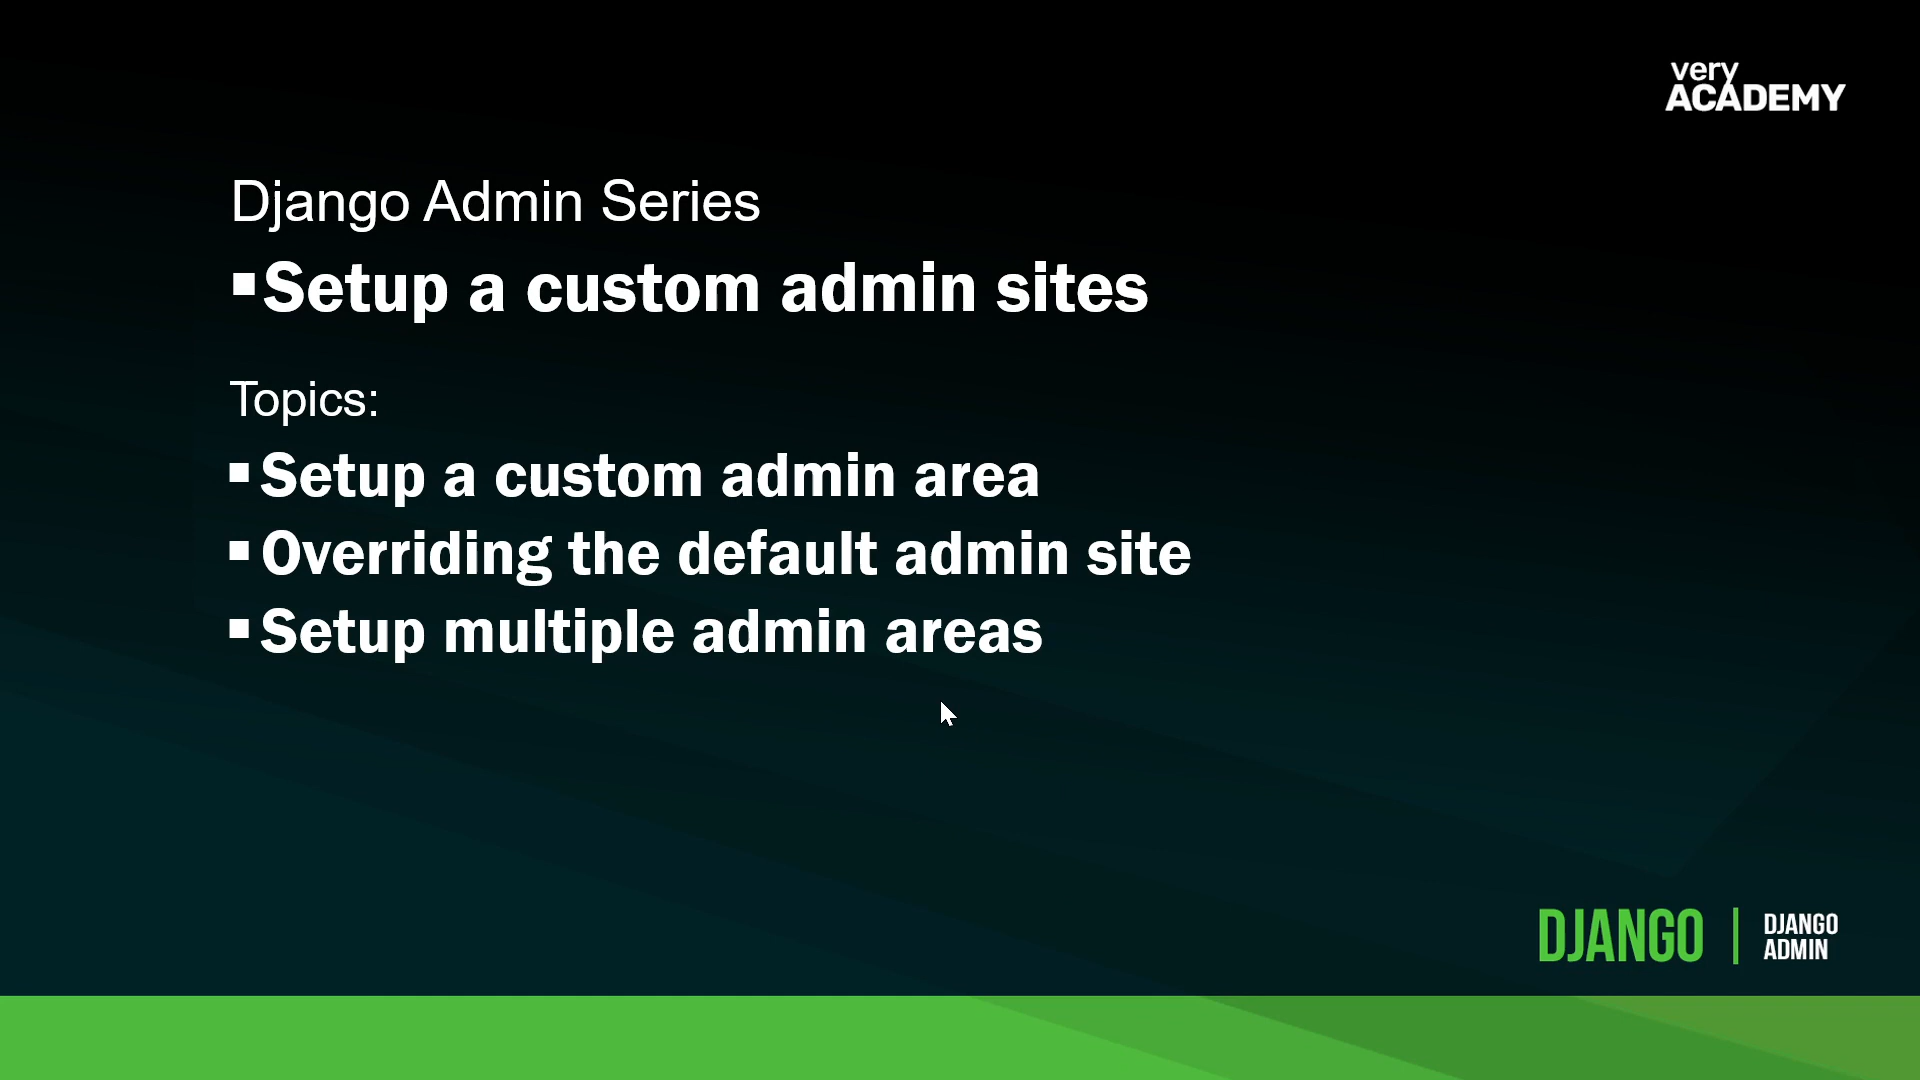 very
ACADEMY
Django Admin Series
▪Setup a custom admin sites
Topics:
▪Setup a custom admin area
▪Overriding the default admin site
▪Setup multiple admin areas
DJANGO | DJANGO
ADMIN